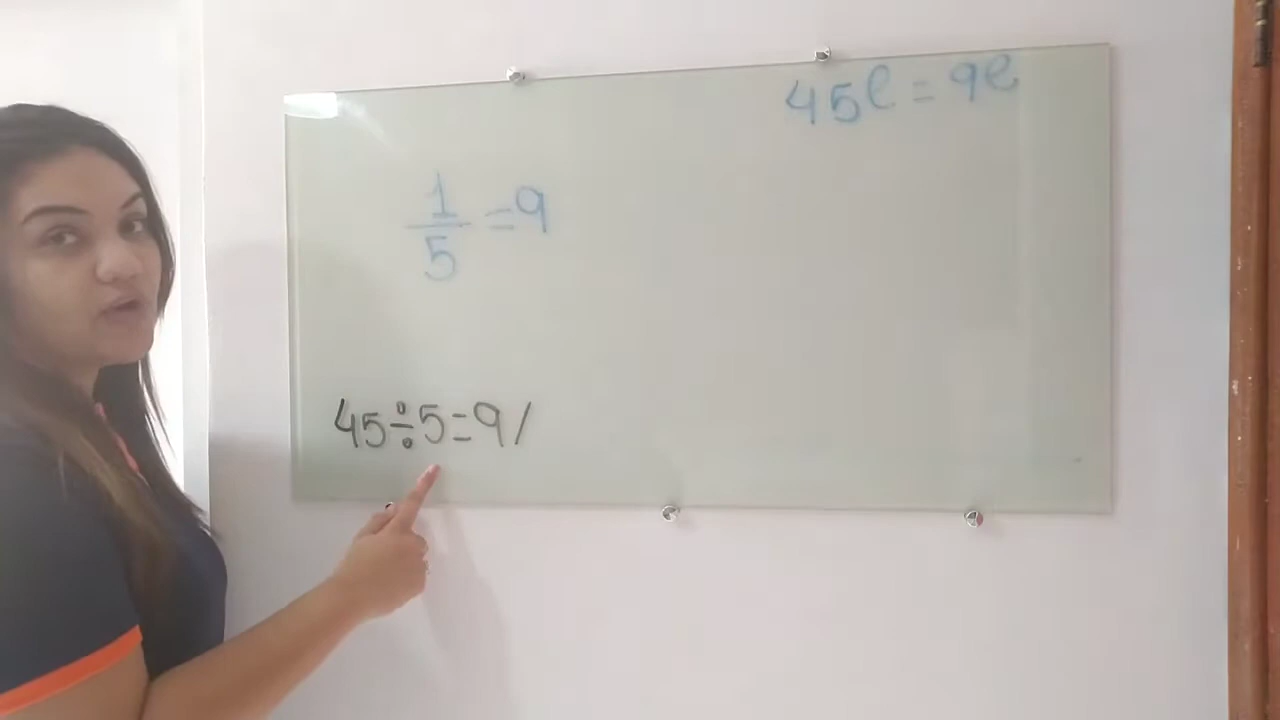 45l = 9l
1/5 = 9
45÷5=9/